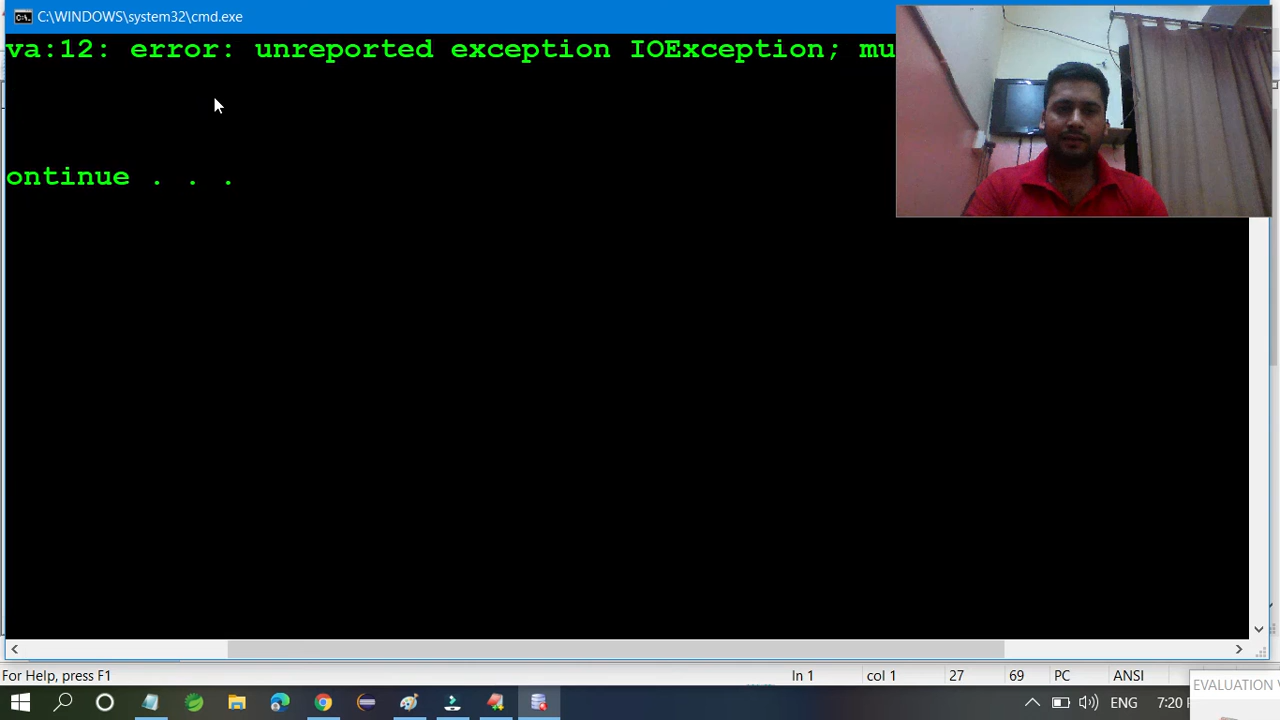 C:\WINDOWS\system32\cmd.exe
va:12: error: unreported exception IOException; mu
ontinue . . .
For Help, press F1
ln 1
col 1
27
69
PC
ANSI
ENG
7:20
EVALUATION